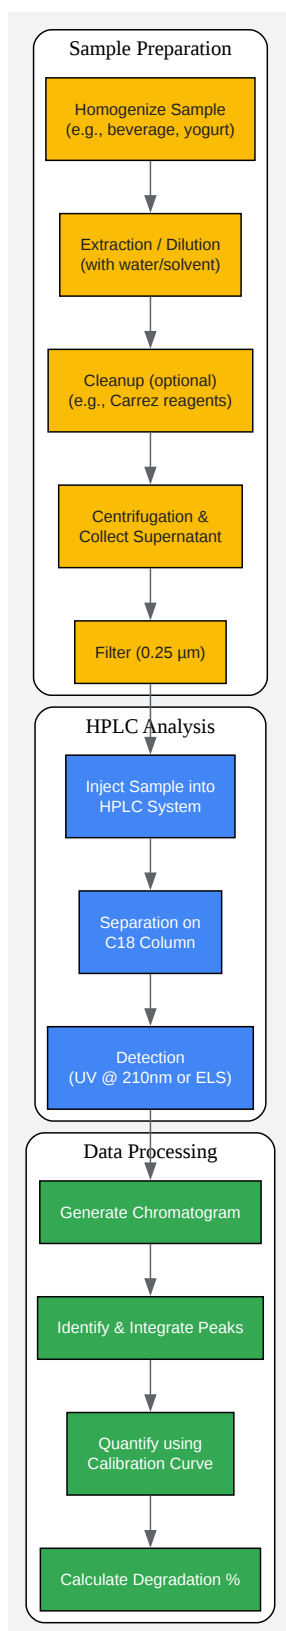 Sample Preparation
Homogenize Sample
(e.g., beverage, yogurt)
Extraction / Dilution
(with water/solvent)
Cleanup (optional)
(e.g., Carrez reagents)
Centrifugation &
Collect Supernatant
Filter (0.25 µm)
HPLC Analysis
Inject Sample into
HPLC System
Separation on
C18 Column
Detection
(UV @ 210nm or ELS)
Data Processing
Generate Chromatogram
Identify & Integrate Peaks
Quantify using
Calibration Curve
Calculate Degradation %